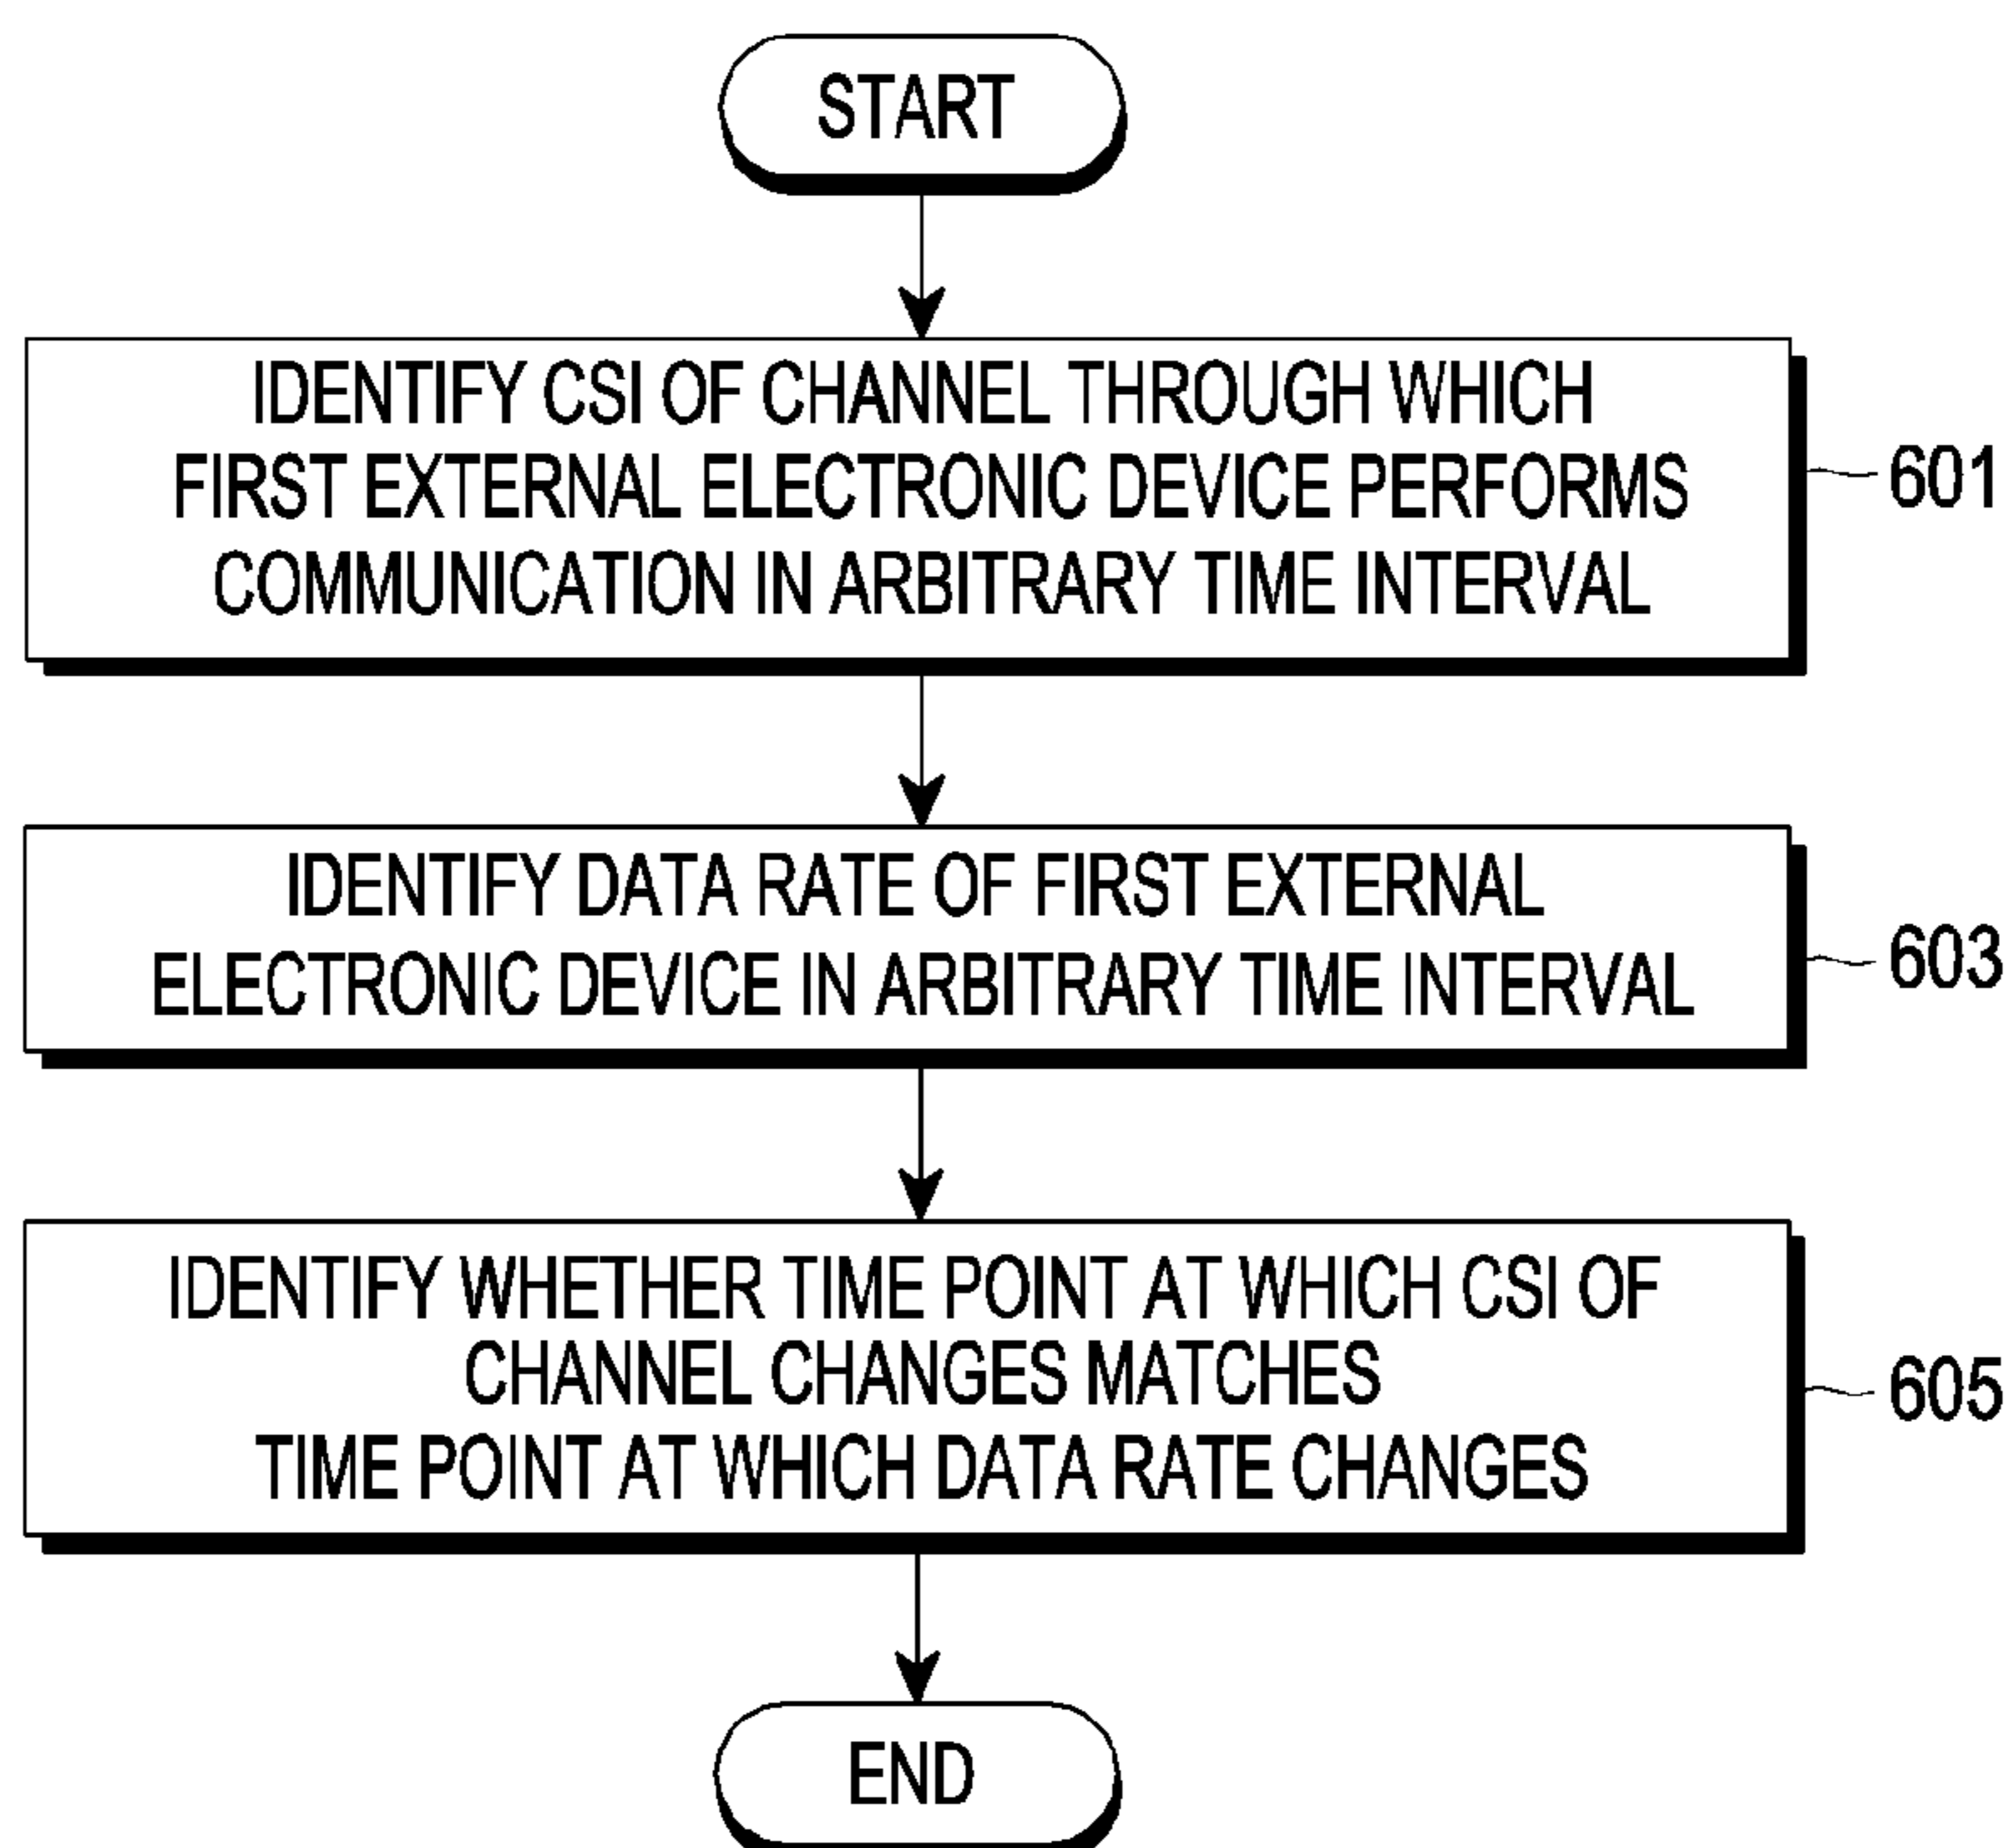 START
IDENTIFY CSI OF CHANNEL THROUGH WHICH
FIRST EXTERNAL ELECTRONIC DEVICE PERFORMS
COMMUNICATION IN ARBITRARY TIME INTERVAL
601
IDENTIFY DATA RATE OF FIRST EXTERNAL
ELECTRONIC DEVICE IN ARBITRARY TIME INTERVAL
603
IDENTIFY WHETHER TIME POINT AT WHICH CSI OF
CHANNEL CHANGES MATCHES
TIME POINT AT WHICH DATA RATE CHANGES
605
END